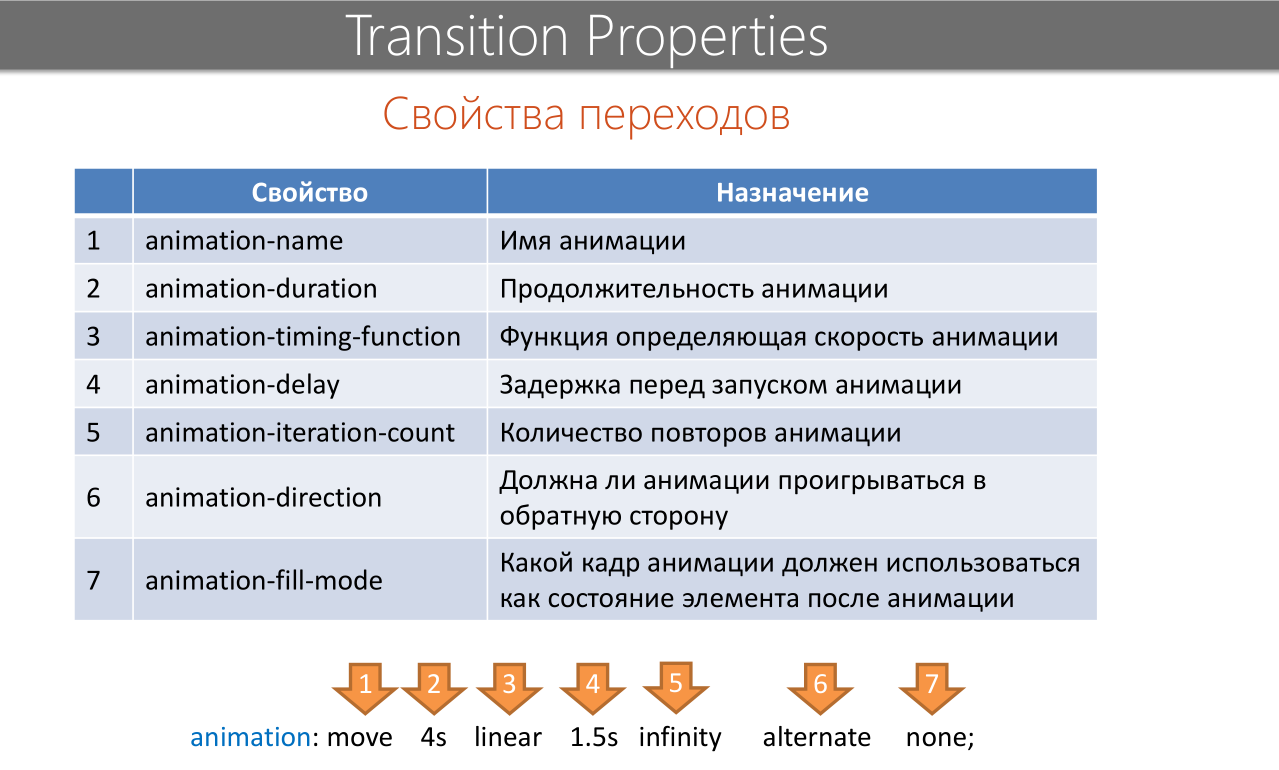 Transition Properties
Свойства переходов
Свойство Назначение
1 animation-name Имя анимации
2 animation-duration Продолжительность анимации
3 animation-timing-function Функция определяющая скорость анимации
4 animation-delay Задержка перед запуском анимации
5 animation-iteration-count Количество повторов анимации
6 animation-direction Должна ли анимации проигрываться в
обратную сторону
7 animation-fill-mode Какой кадр анимации должен использоваться
как состояние элемента после анимации
1 2 3 4 5 6 7
animation: move 4s linear 1.5s infinity alternate none;